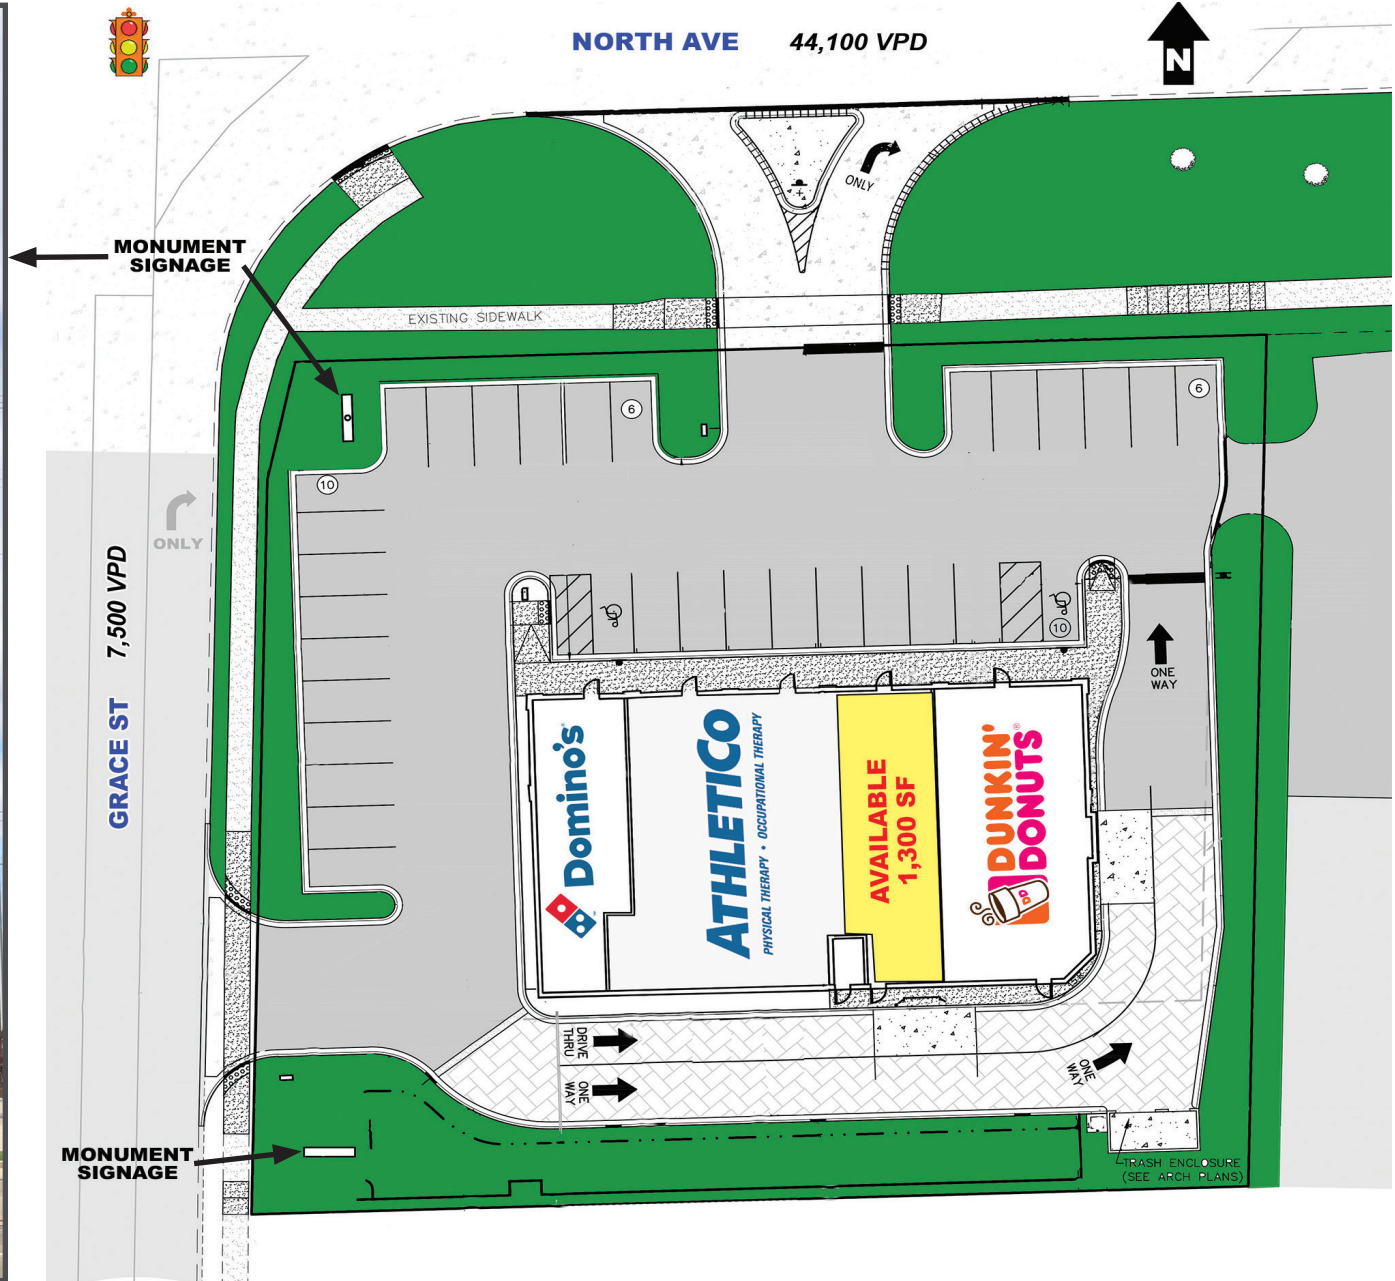 NORTH AVE 44,100 VPD
N
ONLY
MONUMENT
SIGNAGE
EXISTING SIDEWALK
6
6
10
ONLY
7,500 VPD
GRACE ST
10
ONE
WAY
Domino's
ATHLETICO
PHYSICAL THERAPY • OCCUPATIONAL THERAPY
AVAILABLE
1,300 SF
DUNKIN'
DONUTS
DD
DRIVE
THRU
ONE
WAY
ONE
WAY
MONUMENT
SIGNAGE
TRASH ENCLOSURE
(SEE ARCH PLANS)